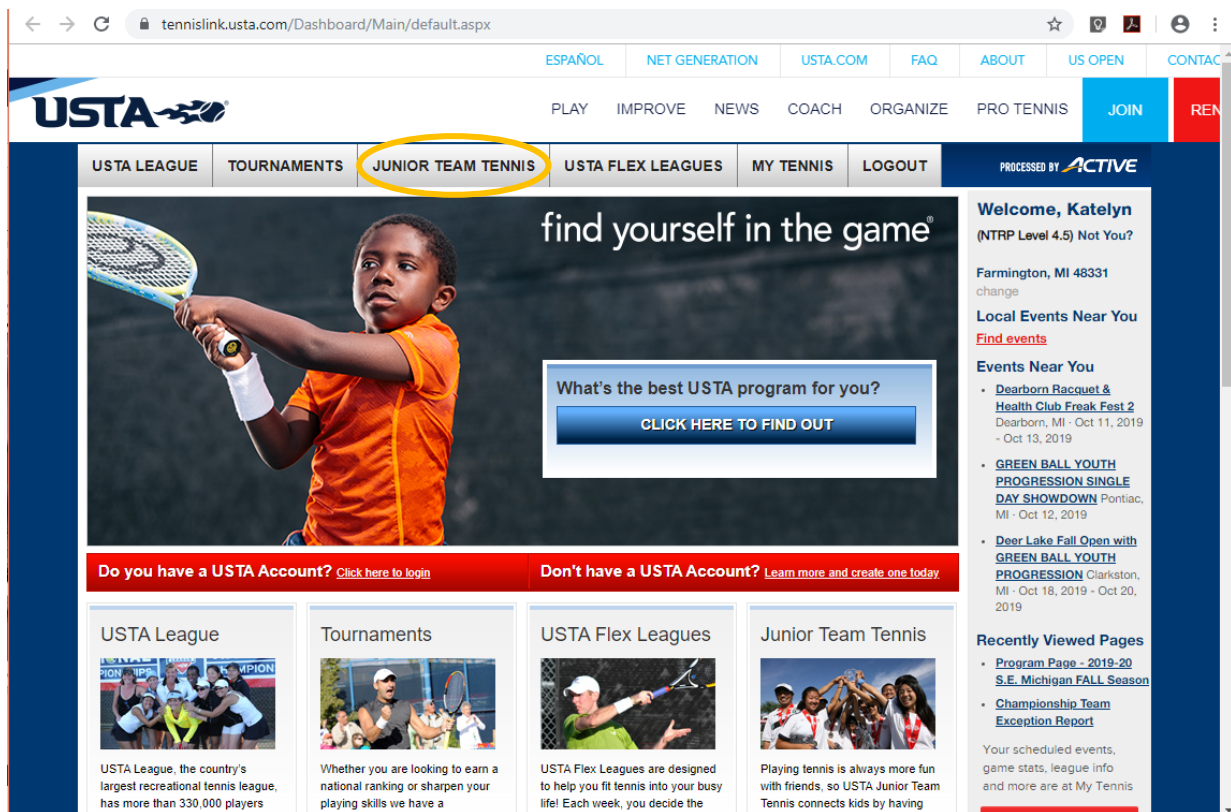 tennislink.usta.com/Dashboard/Main/default.aspx
ESPAÑOL NET GENERATION USTA.COM FAQ ABOUT US OPEN CONTAC
USTA
PLAY IMPROVE NEWS COACH ORGANIZE PRO TENNIS JOIN REN
USTA LEAGUE TOURNAMENTS JUNIOR TEAM TENNIS USTA FLEX LEAGUES MY TENNIS LOGOUT PROCESSED BY ACTIVE
find yourself in the game®
What's the best USTA program for you?
CLICK HERE TO FIND OUT
Do you have a USTA Account? Click here to login
Don't have a USTA Account? Learn more and create one today
USTA League
USTA League, the country's
largest recreational tennis league,
has more than 330,000 players
Tournaments
Whether you are looking to earn a
national ranking or sharpen your
playing skills we have a
USTA Flex Leagues
USTA Flex Leagues are designed
to help you fit tennis into your busy
life! Each week, you decide the
Junior Team Tennis
Playing tennis is always more fun
with friends, so USTA Junior Team
Tennis connects kids by having
Welcome, Katelyn
(NTRP Level 4.5) Not You?
Farmington, MI 48331
change
Local Events Near You
Find events
Events Near You
• Dearborn Racquet &
Health Club Freak Fest 2
Dearborn, MI - Oct 11, 2019
- Oct 13, 2019
• GREEN BALL YOUTH
PROGRESSION SINGLE
DAY SHOWDOWN Pontiac,
MI - Oct 12, 2019
• Deer Lake Fall Open with
GREEN BALL YOUTH
PROGRESSION Clarkston,
MI - Oct 18, 2019 - Oct 20,
2019
Recently Viewed Pages
• Program Page - 2019-20
S.E. Michigan FALL Season
• Championship Team
Exception Report
Your scheduled events,
game stats, league info
and more are at My Tennis